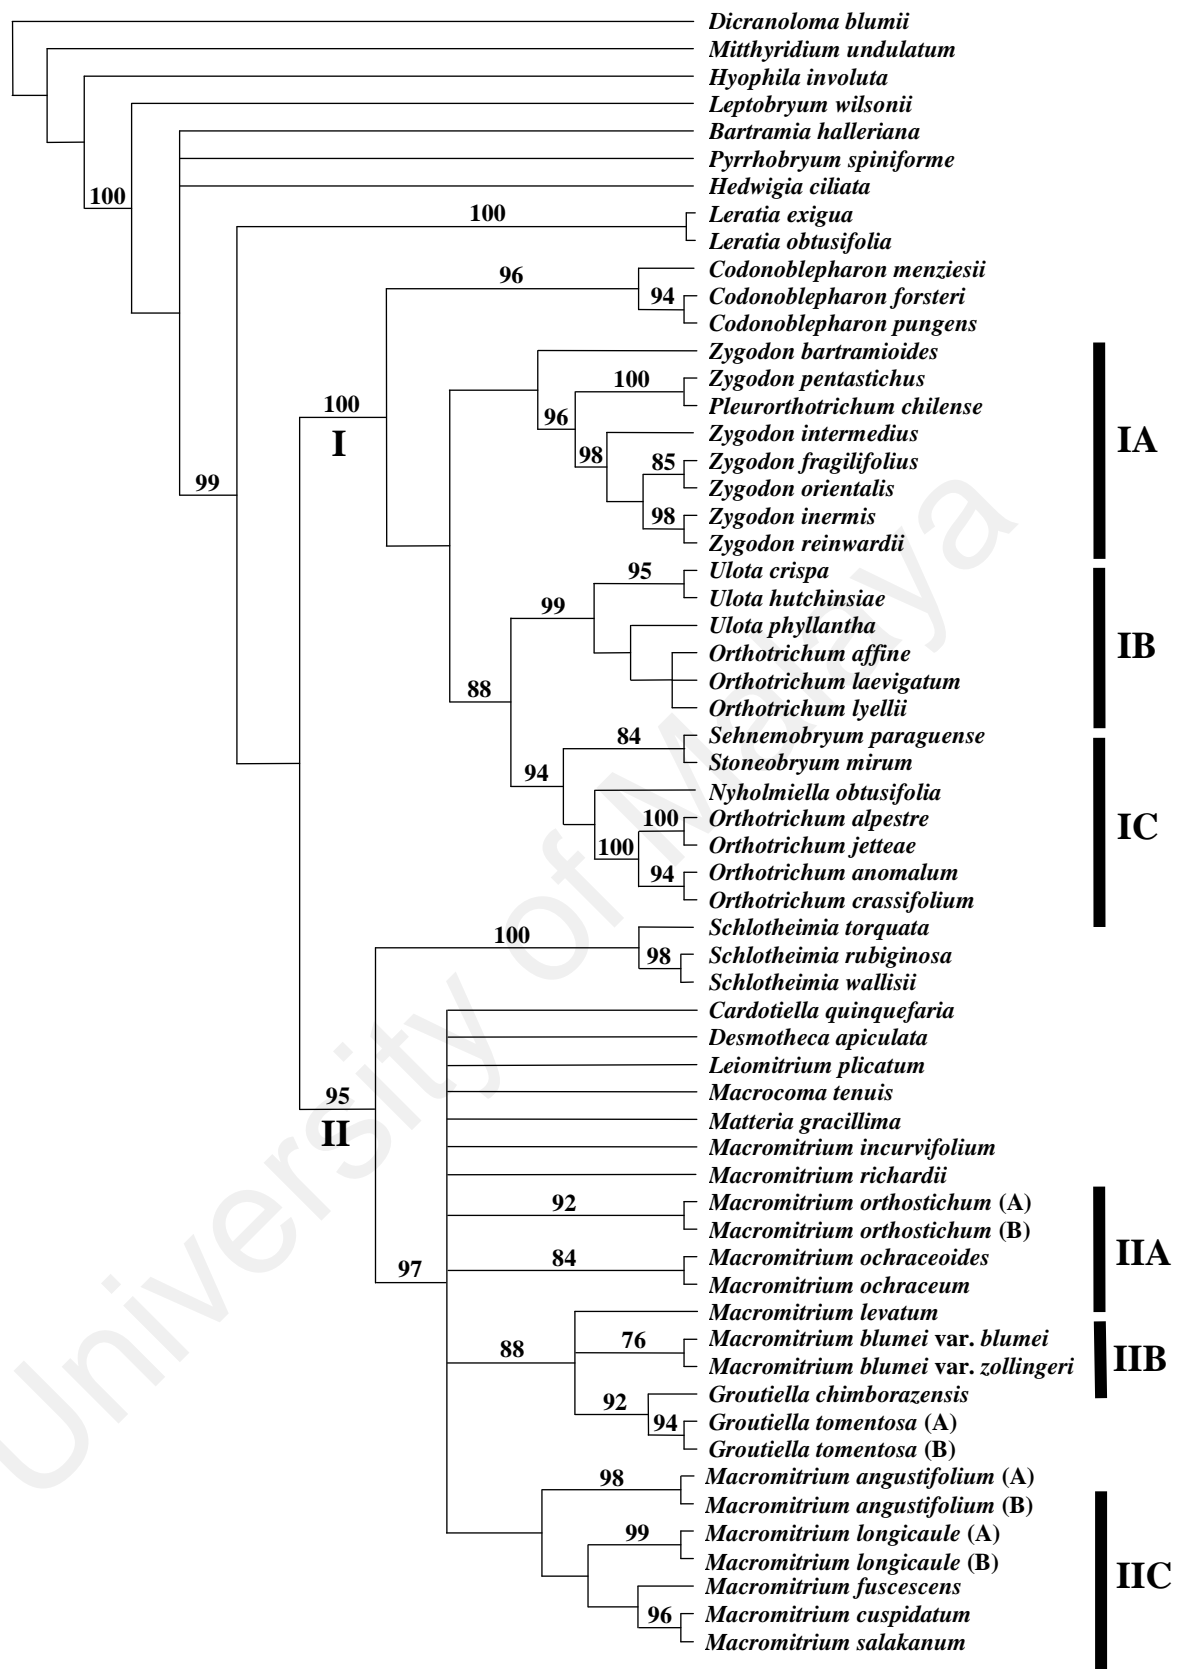 Dicranoloma blumii
Mitthyridium undulatum
Hyophila involuta
Leptobryum wilsonii
Bartramia halleriana
Pyrrhobryum spiniforme
Hedwigia ciliata
100
100
Leratia exigua
Leratia obtusifolia
96
Codonoblepharon menziesii
94
Codonoblepharon forsteri
Codonoblepharon pungens
Zygodon bartramioides
100
Zygodon pentastichus
Pleurorthotrichum chilense
100
96
I
Zygodon intermedius
IA
98
85
Zygodon fragilifolius
Zygodon orientalis
99
98
Zygodon inermis
Zygodon reinwardii
95
Ulota crispa
Ulota hutchinsiae
99
Ulota phyllantha
IB
Orthotrichum affine
Orthotrichum laevigatum
88
Orthotrichum lyellii
84
Sehnemobryum paraguense
Stoneobryum mirum
94
Nyholmiella obtusifolia
100
Orthotrichum alpestre
IC
100
Orthotrichum jetteae
94
Orthotrichum anomalum
Orthotrichum crassifolium
Schlotheimia torquata
100
98
Schlotheimia rubiginosa
Schlotheimia wallisii
Cardotiella quinquefaria
Desmotheca apiculata
Leiomitrium plicatum
95
Macrocoma tenuis
II
Matteria gracillima
Macromitrium incurvifolium
Macromitrium richardii
92
Macromitrium orthostichum (A)
Macromitrium orthostichum (B)
IIA
97
84
Macromitrium ochraceoides
Macromitrium ochraceum
Macromitrium levatum
88
76
Macromitrium blumei var. blumei
Macromitrium blumei var. zollingeri
IIB
92
Groutiella chimborazensis
94
Groutiella tomentosa (A)
Groutiella tomentosa (B)
98
Macromitrium angustifolium (A)
Macromitrium angustifolium (B)
99
Macromitrium longicaule (A)
Macromitrium longicaule (B)
IIC
Macromitrium fuscescens
96
Macromitrium cuspidatum
Macromitrium salakanum
University of Malaya